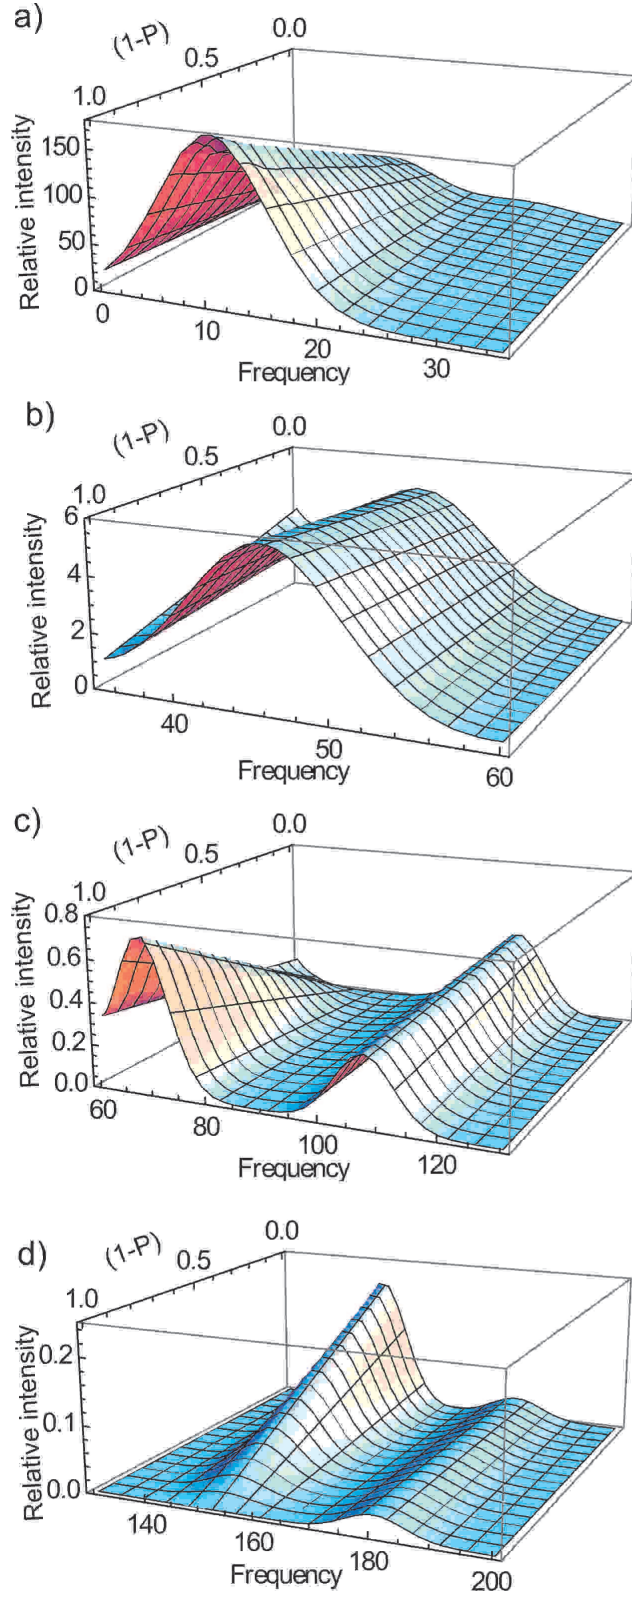 a)
(1-P)
0.0
0.5
1.0
150
100
50
0
Relative intensity
0
10
20
30
Frequency
b)
(1-P)
0.0
0.5
1.0
6
4
2
0
Relative intensity
40
50
60
Frequency
c)
(1-P)
0.0
0.5
1.0
0.8
0.6
0.4
0.2
0.0
Relative intensity
60
80
100
120
Frequency
d)
(1-P)
0.0
0.5
1.0
0.2
0.1
0.0
Relative intensity
140
160
180
200
Frequency